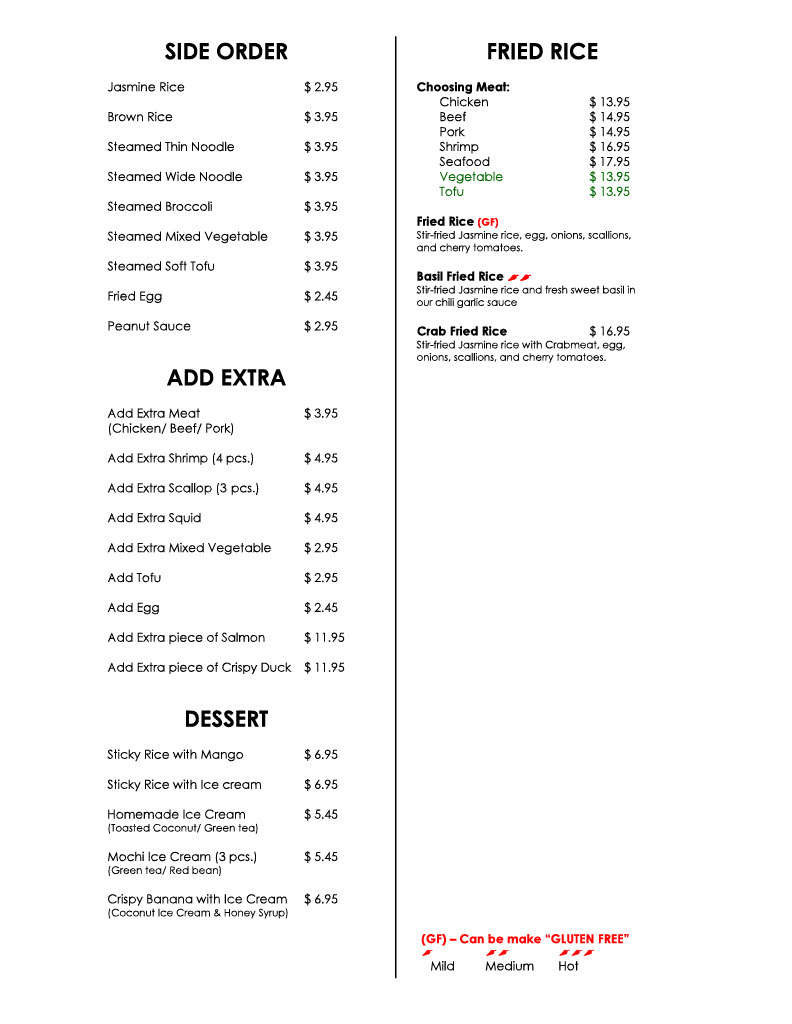 SIDE ORDER
Jasmine Rice $ 2.95
Brown Rice $ 3.95
Steamed Thin Noodle $ 3.95
Steamed Wide Noodle $ 3.95
Steamed Broccoli $ 3.95
Steamed Mixed Vegetable $ 3.95
Steamed Soft Tofu $ 3.95
Fried Egg $ 2.45
Peanut Sauce $ 2.95
ADD EXTRA
Add Extra Meat $ 3.95
(Chicken/ Beef/ Pork)
Add Extra Shrimp (4 pcs.) $ 4.95
Add Extra Scallop (3 pcs.) $ 4.95
Add Extra Squid $ 4.95
Add Extra Mixed Vegetable $ 2.95
Add Tofu $ 2.95
Add Egg $ 2.45
Add Extra piece of Salmon $ 11.95
Add Extra piece of Crispy Duck $ 11.95
DESSERT
Sticky Rice with Mango $ 6.95
Sticky Rice with Ice cream $ 6.95
Homemade Ice Cream $ 5.45
(Toasted Coconut/ Green tea)
Mochi Ice Cream (3 pcs.) $ 5.45
(Green tea/ Red bean)
Crispy Banana with Ice Cream $ 6.95
(Coconut Ice Cream & Honey Syrup)
FRIED RICE
Choosing Meat:
Chicken $ 13.95
Beef $ 14.95
Pork $ 14.95
Shrimp $ 16.95
Seafood $ 17.95
Vegetable $ 13.95
Tofu $ 13.95
Fried Rice (GF)
Stir-fried Jasmine rice, egg, onions, scallions,
and cherry tomatoes.
Basil Fried Rice
Stir-fried Jasmine rice and fresh sweet basil in
our chili garlic sauce
Crab Fried Rice $ 16.95
Stir-fried Jasmine rice with Crabmeat, egg,
onions, scallions, and cherry tomatoes.
(GF) – Can be make “GLUTEN FREE”
Mild Medium Hot